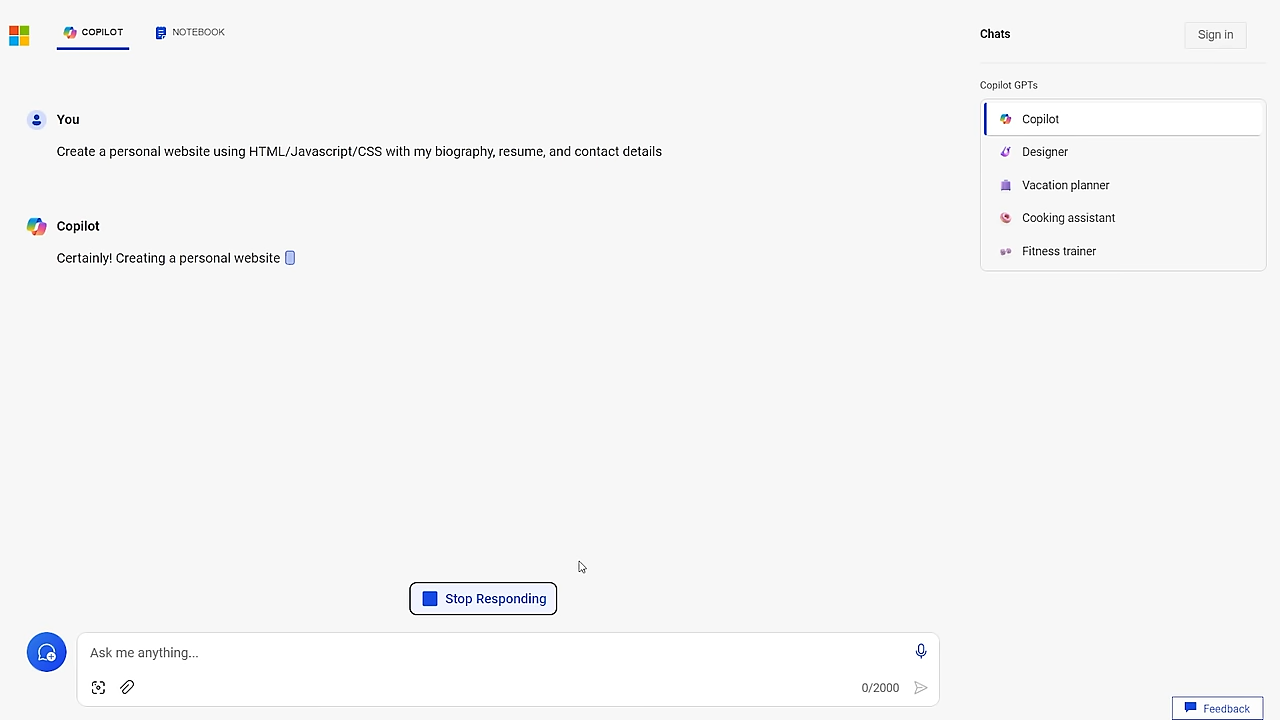 COPILOT
NOTEBOOK
Chats
Sign in
Copilot GPTs
Copilot
Designer
Vacation planner
Cooking assistant
Fitness trainer
You
Create a personal website using HTML/Javascript/CSS with my biography, resume, and contact details
Copilot
Certainly! Creating a personal website
Stop Responding
Ask me anything...
0/2000
Feedback